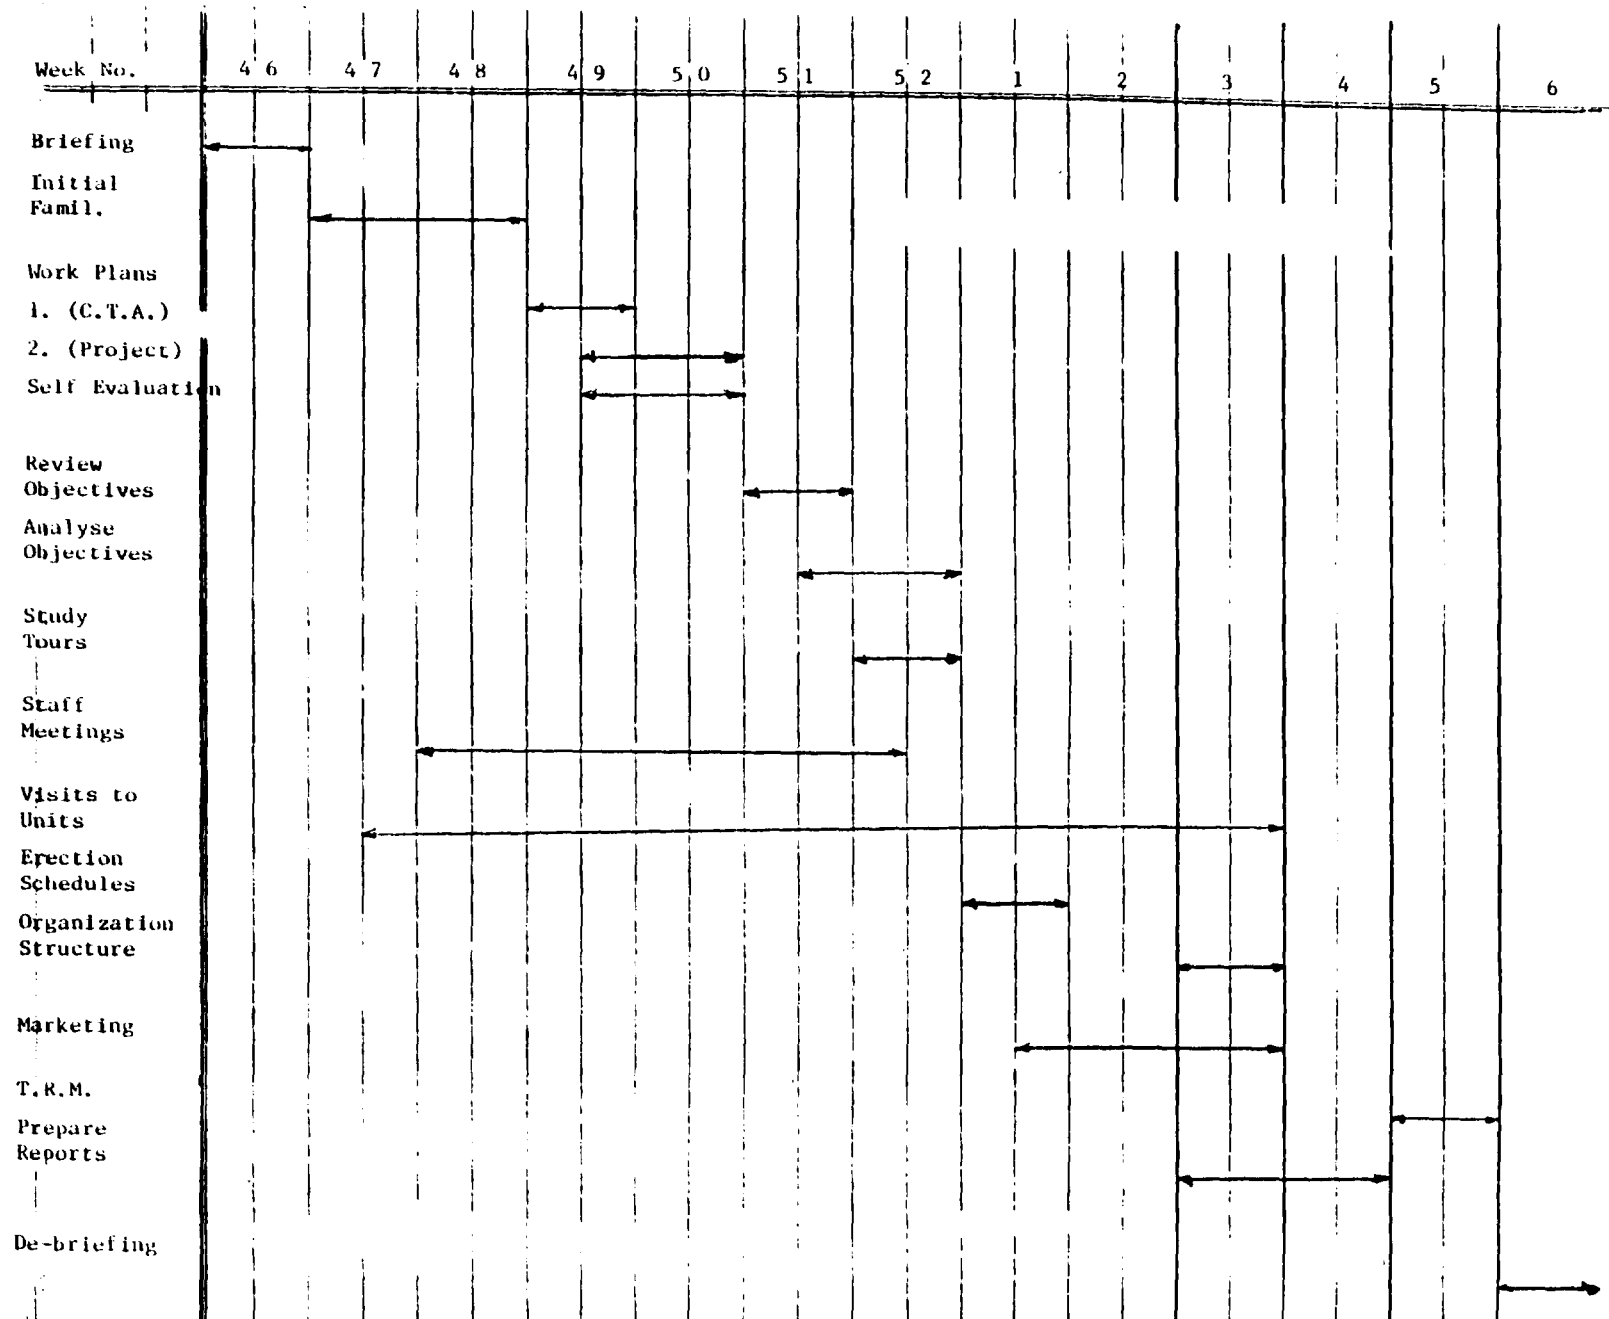 Week No. 46 47 48 49 50 51 52 1 2 3 4 5 6
Briefing
Initial
Famil.
Work Plans
1. (C.T.A.)
2. (Project)
Self Evaluation
Review
Objectives
Analyse
Objectives
Study
Tours
Staff
Meetings
Visits to
Units
Erection
Schedules
Organization
Structure
Marketing
T.R.M.
Prepare
Reports
De-briefing